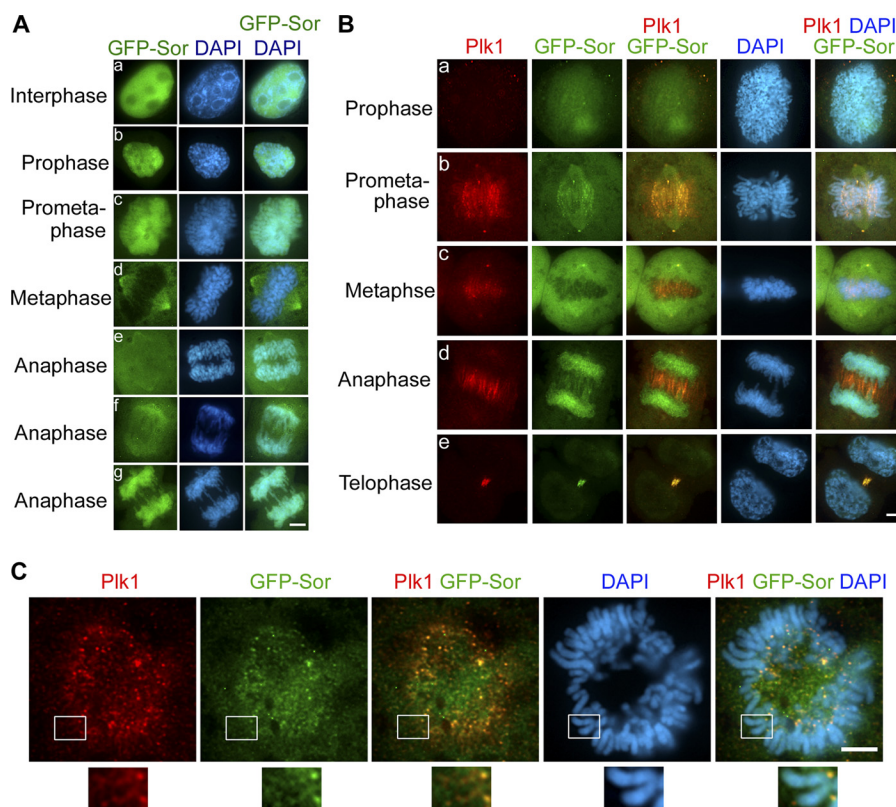 A
GFP-Sor DAPI GFP-Sor DAPI
Interphase
a
Prophase
b
Prometa-
phase
c
Metaphase
d
Anaphase
e
Anaphase
f
Anaphase
g
B
Plk1 GFP-Sor Plk1 GFP-Sor DAPI Plk1 DAPI GFP-Sor
Prophase
a
Prometa-
phase
b
Metaphse
c
Anaphase
d
Telophase
e
C
Plk1 GFP-Sor Plk1 GFP-Sor DAPI Plk1 GFP-Sor DAPI